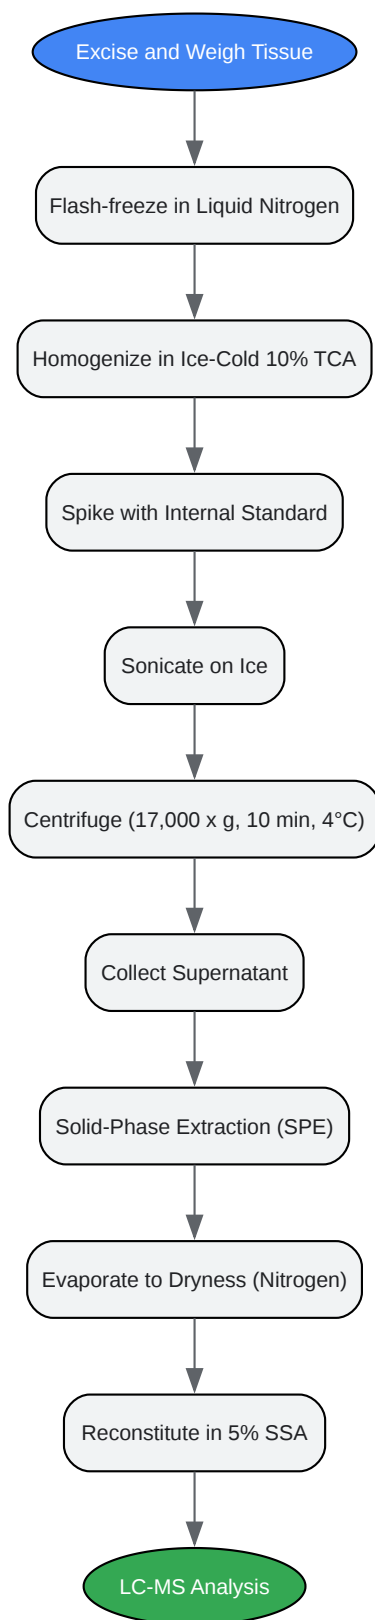 Excise and Weigh Tissue
Flash-freeze in Liquid Nitrogen
Homogenize in Ice-Cold 10% TCA
Spike with Internal Standard
Sonicate on Ice
Centrifuge (17,000 x g, 10 min, 4°C)
Collect Supernatant
Solid-Phase Extraction (SPE)
Evaporate to Dryness (Nitrogen)
Reconstitute in 5% SSA
LC-MS Analysis